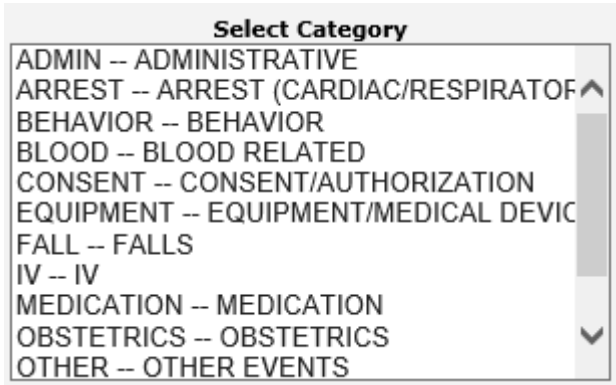 Select Category
ADMIN -- ADMINISTRATIVE
ARREST -- ARREST (CARDIAC/RESPIRATOR
BEHAVIOR -- BEHAVIOR
BLOOD -- BLOOD RELATED
CONSENT -- CONSENT/AUTHORIZATION
EQUIPMENT -- EQUIPMENT/MEDICAL DEVIC
FALL -- FALLS
IV -- IV
MEDICATION -- MEDICATION
OBSTETRICS -- OBSTETRICS
OTHER -- OTHER EVENTS